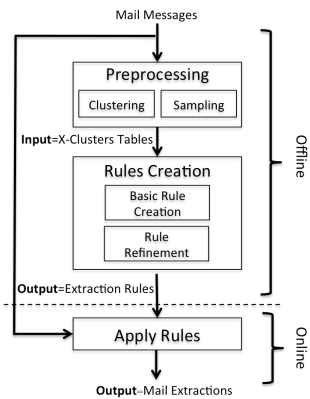 Mail Messages
Preprocessing
Clustering
Sampling
Input=X-Clusters Tables
Rules Creation
Basic Rule
Creation
Rule
Refinement
Output=Extraction Rules
Offline
Apply Rules
Online
Output=Mail Extractions